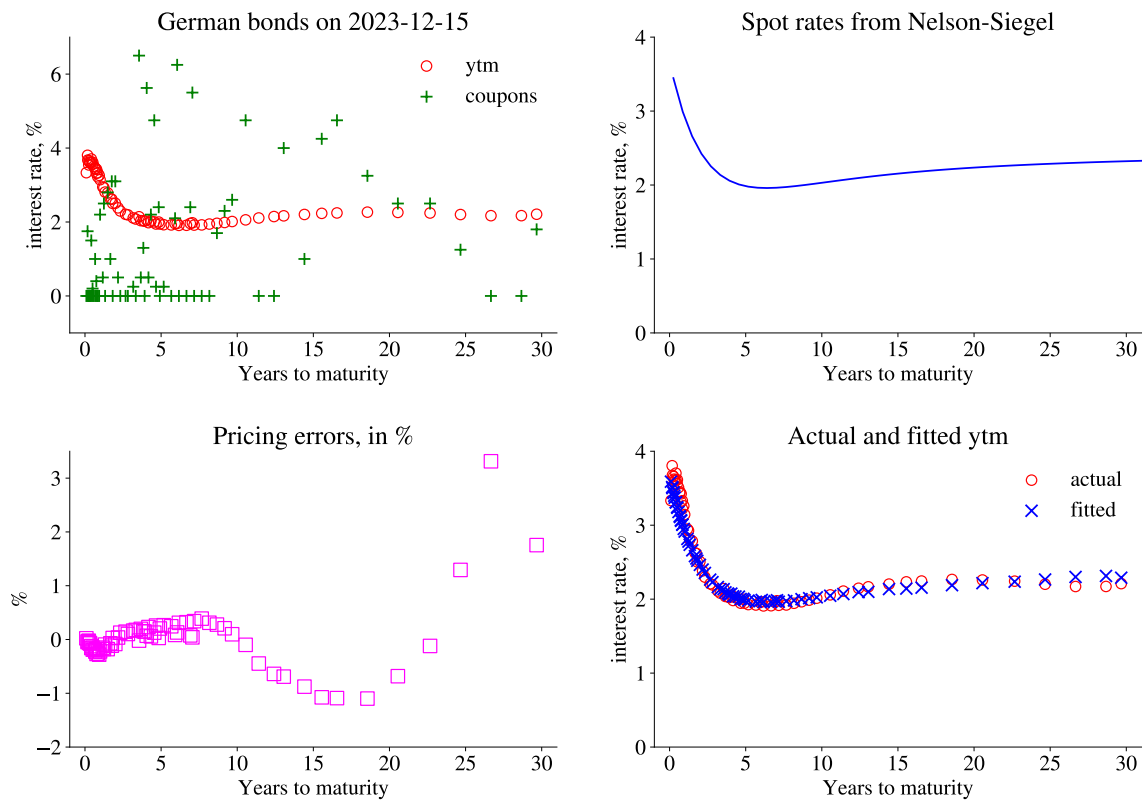 German bonds on 2023-12-15
ytm
coupons
interest rate, %
6
4
2
0
0 5 10 15 20 25 30
Years to maturity
Spot rates from Nelson-Siegel
4
3
2
1
0
0 5 10 15 20 25 30
Years to maturity
Pricing errors, in %
%
3
2
1
0
−1
−2
0 5 10 15 20 25 30
Years to maturity
Actual and fitted ytm
actual
fitted
interest rate, %
4
3
2
1
0
0 5 10 15 20 25 30
Years to maturity